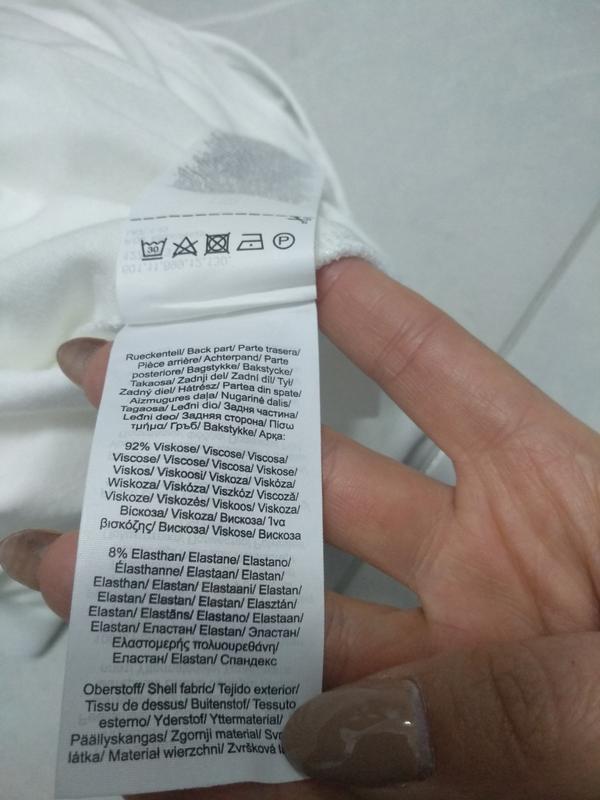 30
P
Rueckenteil/ Back part/ Parte trasera/
Pièce arrière/ Achterpand/ Parte
posteriore/ Bagstykke/ Bakstycke/
Takaosa/ Zadnji del/ Zadní díl/ Tył/
Zadný diel/ Hátrész/ Partea din spate/
Aizmugures daļa/ Nugarinė dalis/
Tagaosa/ Leđni dio/ Задня частина/
Leđni deo/ Задняя сторона/ Πίσω
τμήμα/ Гръб/ Bakstykke/ Арқа:
92% Viskose/ Viscose/ Viscosa/
Viscose/ Viscose/ Viscosa/ Viskose/
Viskos/ Viskoosi/ Viskoza/ Viskóza/
Wiskoza/ Viskóza/ Viszkóz/ Viscoză/
Viskoze/ Viskozės/ Viskoos/ Viskoza/
Віскоза/ Viskoza/ Вискоза/ Ίνα
βισκόζης/ Вискоза/ Viskose/ Вискоза
8% Elasthan/ Elastane/ Elastano/
Élasthanne/ Elastaan/ Elastan/
Elasthan/ Elastan/ Elastaani/ Elastan/
Elastan/ Elastan/ Elastan/ Elasztán/
Elastan/ Elastāns/ Elastano/ Elastaan/
Elastan/ Еластан/ Elastan/ Эластан/
Ελαστομερής πολυουρεθάνη/
Еластан/ Elastan/ Спандекс
Oberstoff/ Shell fabric/ Tejido exterior/
Tissu de dessus/ Buitenstof/ Tessuto
esterno/ Yderstof/ Yttermaterial/
Päällyskangas/ Zgornji material/
látka/ Materiał wierzchni/ Zvršková